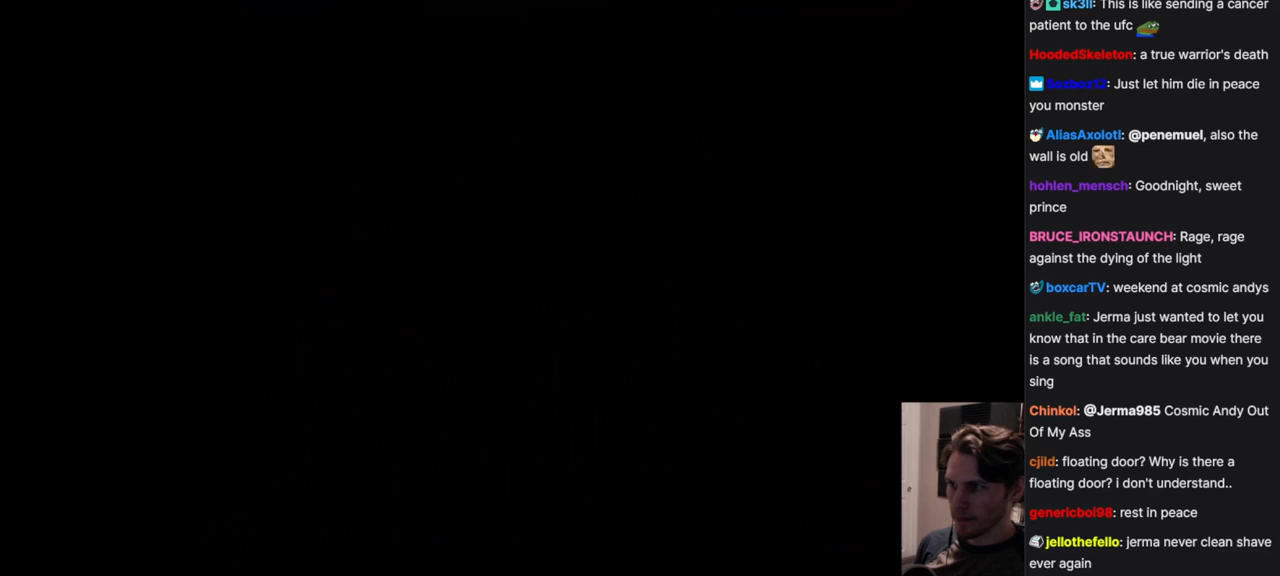 sk3ll: This is like sending a cancer
patient to the ufc
HoodedSkeleton: a true warrior's death
: Just let him die in peace
you monster
AliasAxolotl: @penemuel, also the
wall is old
hohlen_mensch: Goodnight, sweet
prince
BRUCE_IRONSTAUNCH: Rage, rage
against the dying of the light
boxcarTV: weekend at cosmic andys
ankle_fat: Jerma just wanted to let you
know that in the care bear movie there
is a song that sounds like you when you
sing
Chinkol: @Jerma985 Cosmic Andy Out
Of My Ass
cjild: floating door? Why is there a
floating door? i don't understand..
genericboi98: rest in peace
jellothefello: jerma never clean shave
ever again